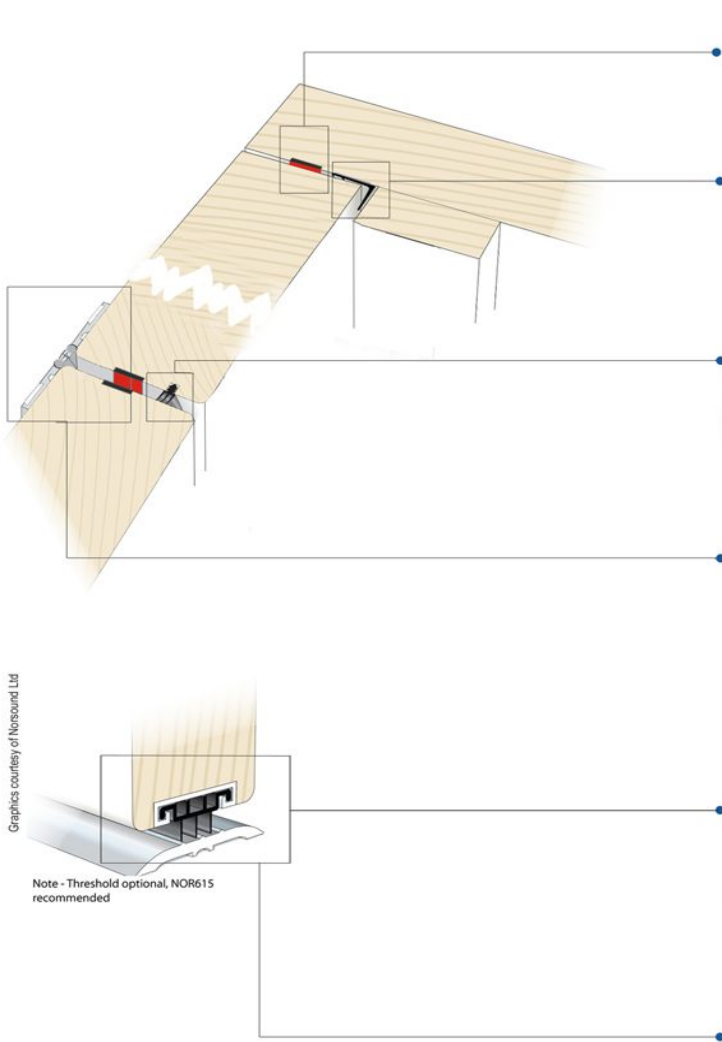 Graphics courtesy of Norsound Ltd
Note - Threshold optional, NOR615
recommended